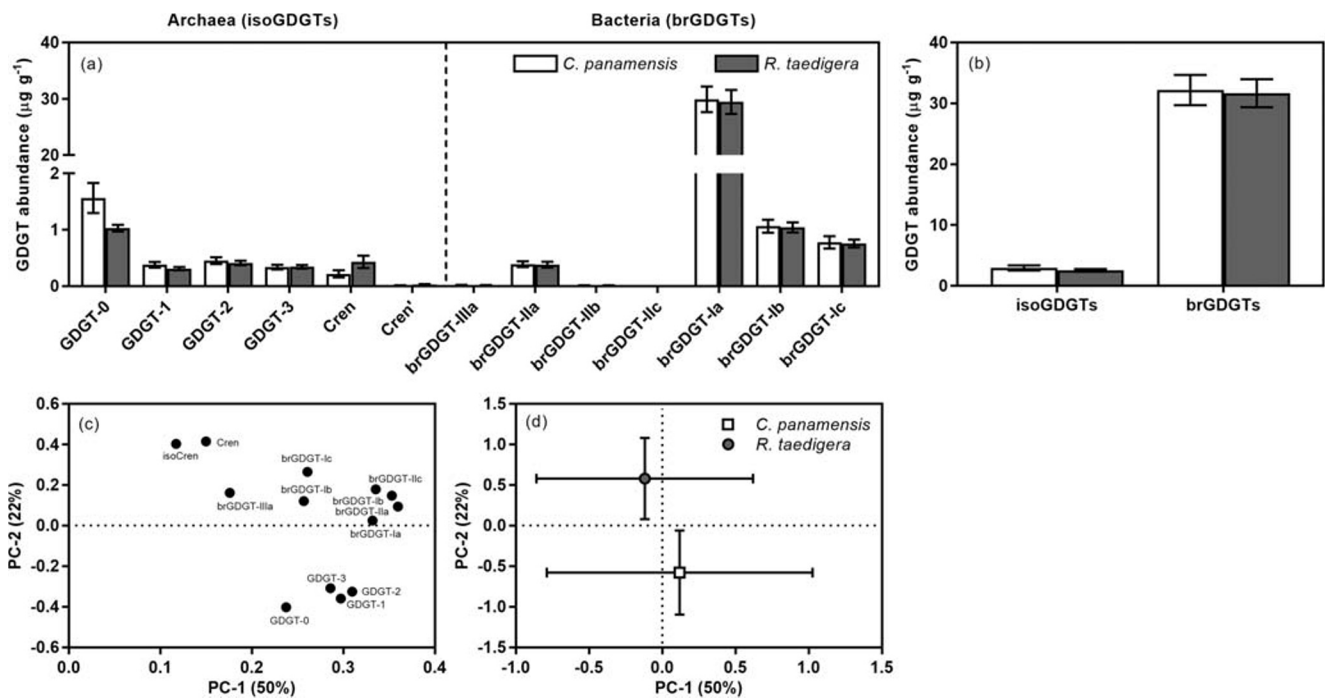 Archaea (isoGDGTs)
Bacteria (brGDGTs)
(a)
C. panamensis
R. taedigera
GDGT abundance (µg g⁻¹)
40
30
20
2
1
0
GDGT-0
GDGT-1
GDGT-2
GDGT-3
Cren
Cren'
brGDGT-IIIa
brGDGT-IIa
brGDGT-IIb
brGDGT-IIc
brGDGT-Ia
brGDGT-Ib
brGDGT-Ic
(b)
GDGT abundance (µg g⁻¹)
40
30
20
10
0
isoGDGTs
brGDGTs
(c)
PC-2 (22%)
0.6
0.4
0.2
0.0
-0.2
-0.4
-0.6
isoCren
Cren
brGDGT-Ic
brGDGT-IIc
brGDGT-Ib
brGDGT-IIIa
brGDGT-Ib
brGDGT-IIa
brGDGT-Ia
GDGT-3
GDGT-2
GDGT-1
GDGT-0
0.0
0.1
0.2
0.3
0.4
PC-1 (50%)
(d)
C. panamensis
R. taedigera
PC-2 (22%)
1.5
1.0
0.5
0.0
-0.5
-1.0
-1.5
-1.0
-0.5
0.0
0.5
1.0
1.5
PC-1 (50%)